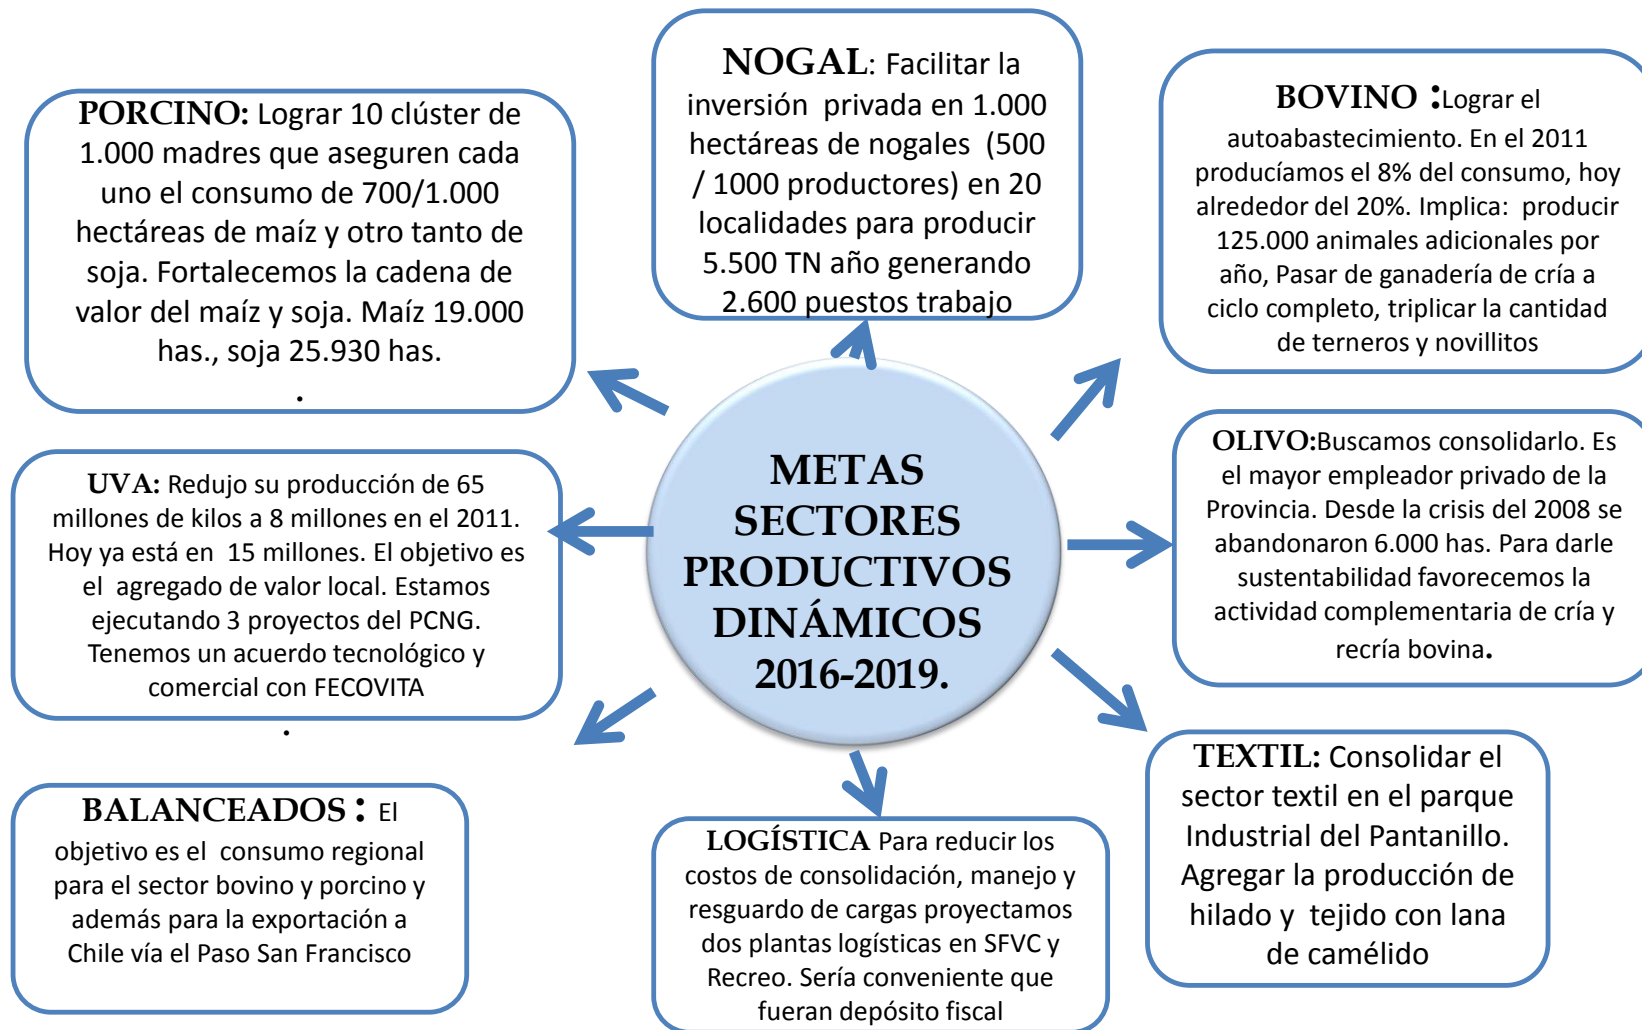 NOGAL: Facilitar la
inversión privada en 1.000
hectáreas de nogales (500
/ 1000 productores) en 20
localidades para producir
5.500 TN año generando
2.600 puestos trabajo
PORCINO: Lograr 10 clúster de
1.000 madres que aseguren cada
uno el consumo de 700/1.000
hectáreas de maíz y otro tanto de
soja. Fortalecemos la cadena de
valor del maíz y soja. Maíz 19.000
has., soja 25.930 has.
.
BOVINO :Lograr el
autoabastecimiento. En el 2011
producíamos el 8% del consumo, hoy
alrededor del 20%. Implica: producir
125.000 animales adicionales por
año, Pasar de ganadería de cría a
ciclo completo, triplicar la cantidad
de terneros y novillitos
METAS
SECTORES
PRODUCTIVOS
DINÁMICOS
2016-2019.
UVA: Redujo su producción de 65
millones de kilos a 8 millones en el 2011.
Hoy ya está en 15 millones. El objetivo es
el agregado de valor local. Estamos
ejecutando 3 proyectos del PCNG.
Tenemos un acuerdo tecnológico y
comercial con FECOVITA
.
OLIVO:Buscamos consolidarlo. Es
el mayor empleador privado de la
Provincia. Desde la crisis del 2008 se
abandonaron 6.000 has. Para darle
sustentabilidad favorecemos la
actividad complementaria de cría y
recría bovina.
BALANCEADOS : El
objetivo es el consumo regional
para el sector bovino y porcino y
además para la exportación a
Chile vía el Paso San Francisco
LOGÍSTICA Para reducir los
costos de consolidación, manejo y
resguardo de cargas proyectamos
dos plantas logísticas en SFVC y
Recreo. Sería conveniente que
fueran depósito fiscal
TEXTIL: Consolidar el
sector textil en el parque
Industrial del Pantanillo.
Agregar la producción de
hilado y tejido con lana
de camélido